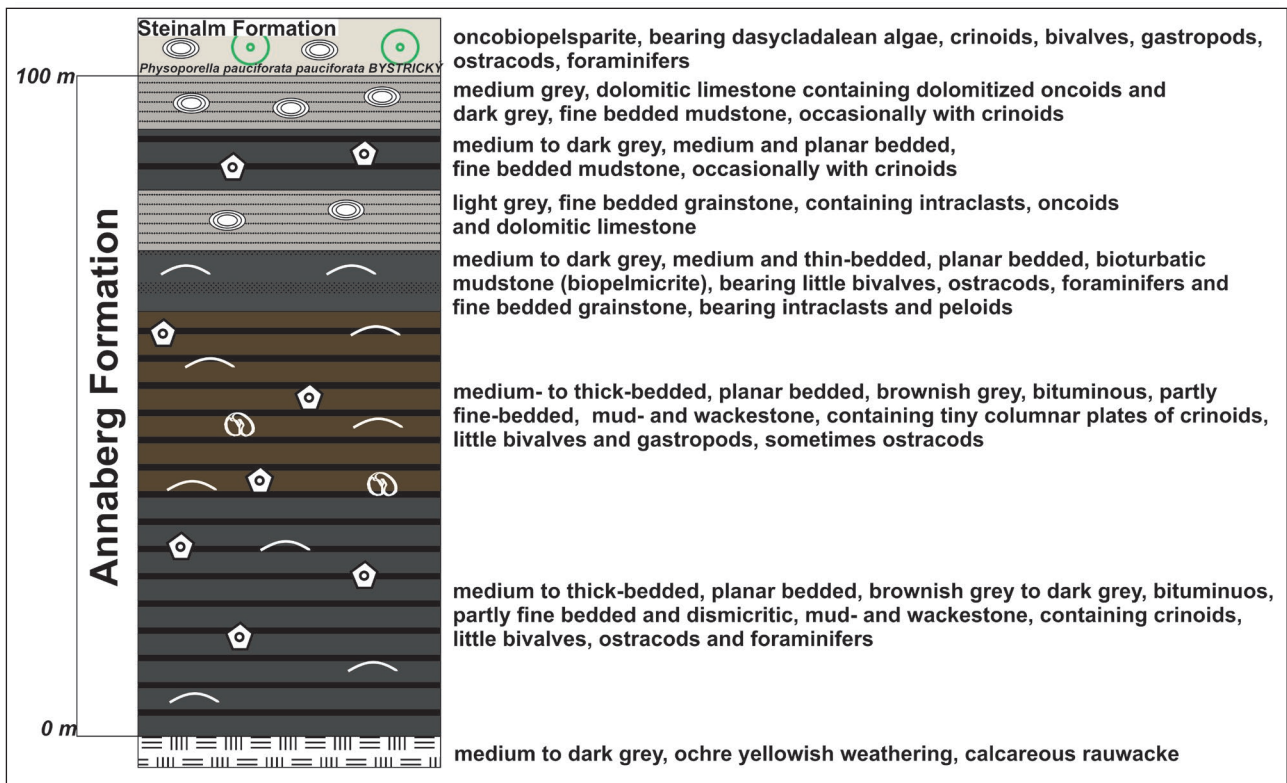 Steinalm Formation
oncobiopelsparite, bearing dasycladalean algae, crinoids, bivalves, gastropods,
ostracods, foraminifers
Physoporella pauciforata pauciforata BYSTRICKY
100 m
medium grey, dolomitic limestone containing dolomitized oncoids and
dark grey, fine bedded mudstone, occasionally with crinoids
medium to dark grey, medium and planar bedded,
fine bedded mudstone, occasionally with crinoids
light grey, fine bedded grainstone, containing intraclasts, oncoids
and dolomitic limestone
medium to dark grey, medium and thin-bedded, planar bedded, bioturbatic
mudstone (biopelmicrite), bearing little bivalves, ostracods, foraminifers and
fine bedded grainstone, bearing intraclasts and peloids
Annaberg Formation
medium- to thick-bedded, planar bedded, brownish grey, bituminous, partly
fine-bedded, mud- and wackestone, containing tiny columnar plates of crinoids,
little bivalves and gastropods, sometimes ostracods
medium to thick-bedded, planar bedded, brownish grey to dark grey, bituminuos,
partly fine bedded and dismicritic, mud- and wackestone, containing crinoids,
little bivalves, ostracods and foraminifers
0 m
medium to dark grey, ochre yellowish weathering, calcareous rauwacke